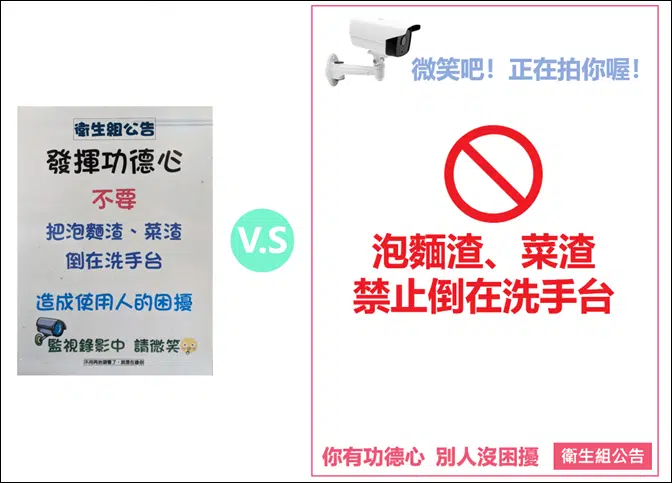 衛生組公告
發揮功德心
不要
把泡麵渣、菜渣
倒在洗手台
造成使用人的困擾
監視錄影中 請微笑
V.S
微笑吧！正在拍你喔！
泡麵渣、菜渣
禁止倒在洗手台
你有功德心 別人沒困擾
衛生組公告